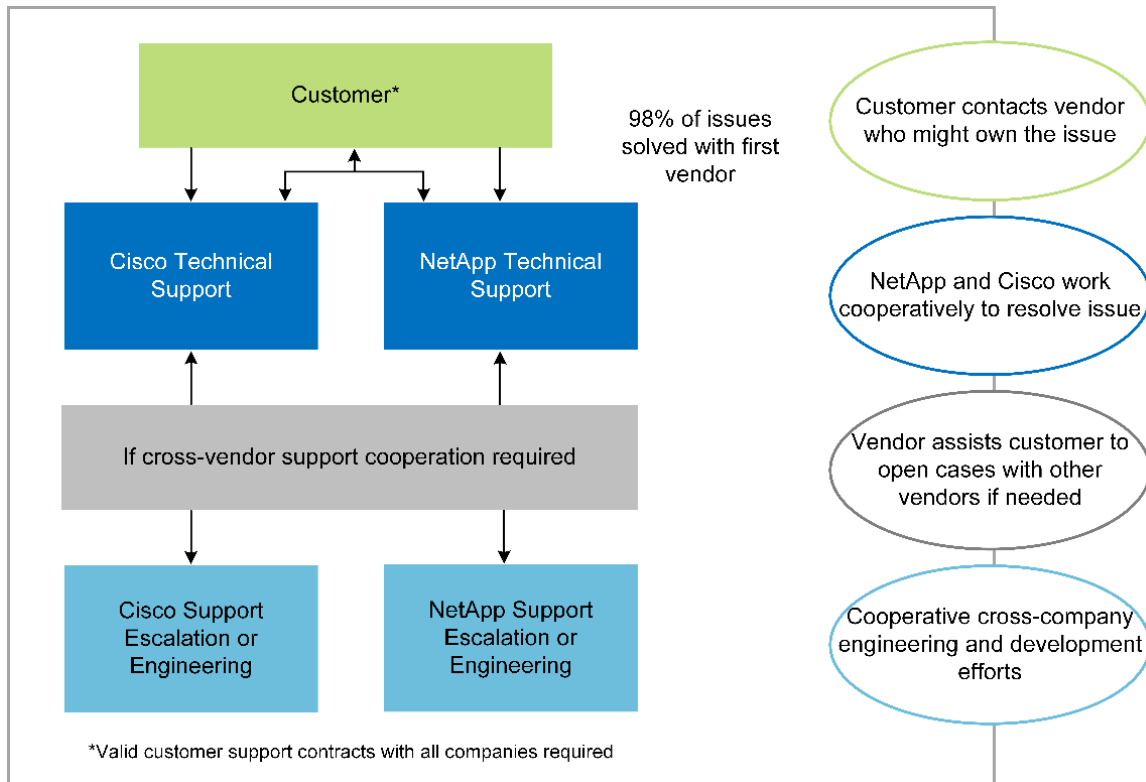 Customer*
98% of issues
solved with first
vendor
Cisco Technical
Support
NetApp Technical
Support
If cross-vendor support cooperation required
Cisco Support
Escalation or
Engineering
NetApp Support
Escalation or
Engineering
*Valid customer support contracts with all companies required
Customer contacts vendor
who might own the issue
NetApp and Cisco work
cooperatively to resolve issue
Vendor assists customer to
open cases with other
vendors if needed
Cooperative cross-company
engineering and development
efforts